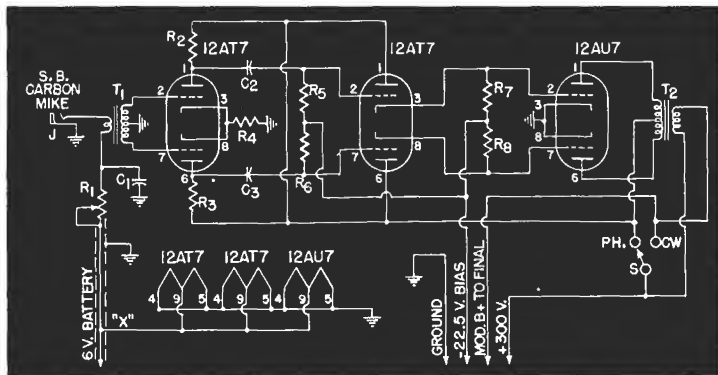 R2
12AT7
12AT7
12AU7
S. B.
CARBON
MIKE
J
T1
1
2
3
7
8
6
C2
C3
R4
R5
R6
R3
1
2
3
7
8
6
R7
R8
1
2
3
7
8
6
T2
C1
R1
6 V. BATTERY
"X"
12AT7
12AT7
12AU7
4
9
5
4
9
5
4
9
5
GROUND
-22.5 V. BIAS
MOD. B+ TO FINAL
+300 V.
PH.
CW
S